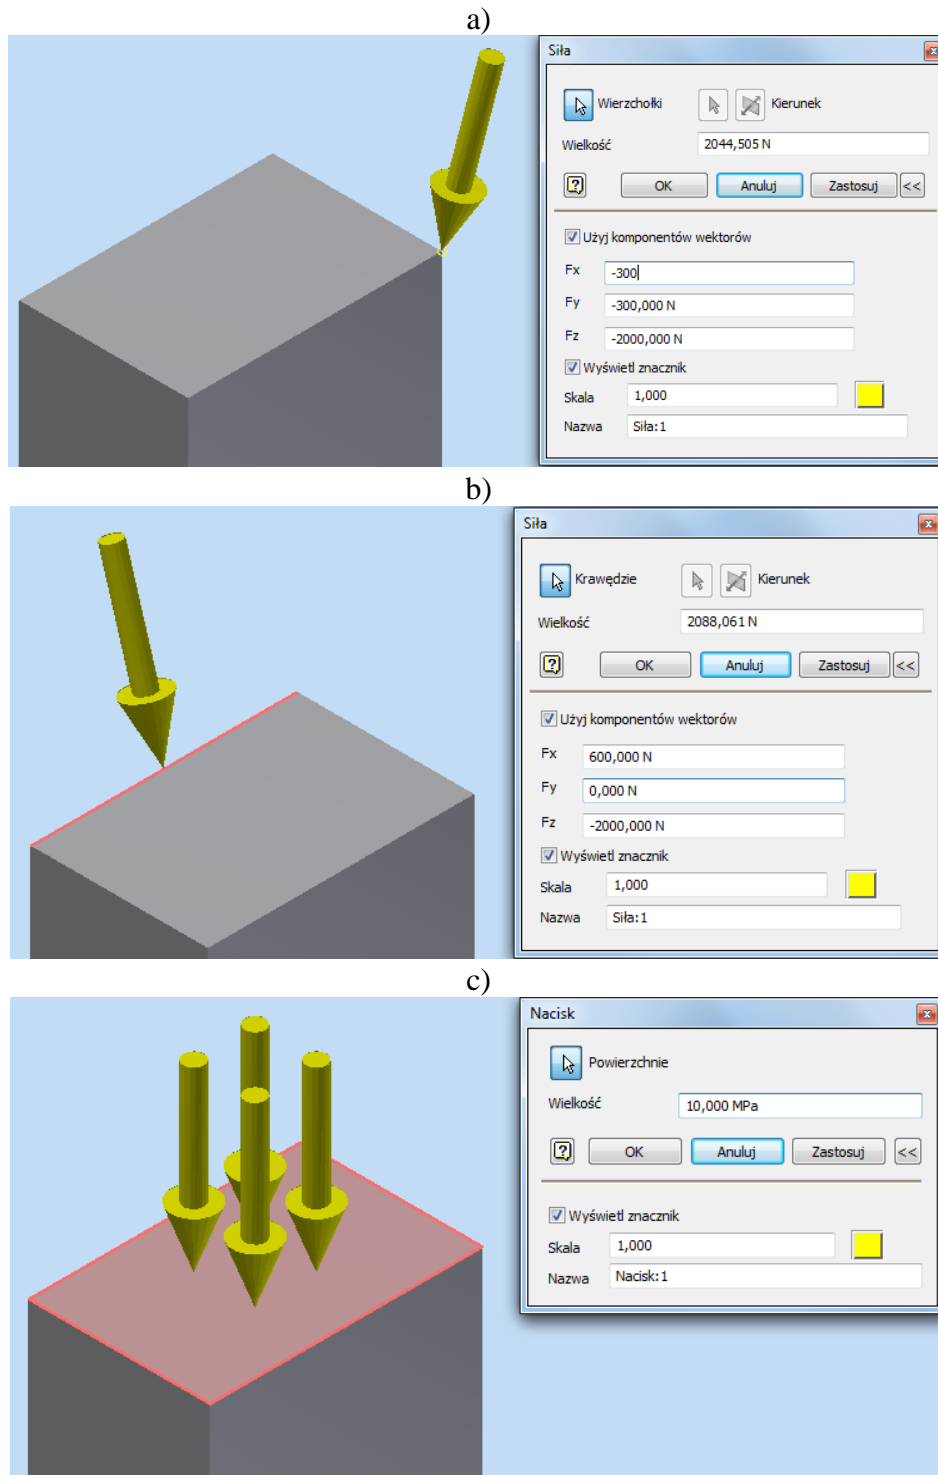 a)
Siła
Wierzchołki Kierunek
Wielkość 2044,505 N
OK Anuluj Zastosuj <<
Użyj komponentów wektorów
Fx -300
Fy -300,000 N
Fz -2000,000 N
Wyświetl znacznik
Skala 1,000
Nazwa Siła:1
b)
Siła
Krawędzie Kierunek
Wielkość 2088,061 N
OK Anuluj Zastosuj <<
Użyj komponentów wektorów
Fx 600,000 N
Fy 0,000 N
Fz -2000,000 N
Wyświetl znacznik
Skala 1,000
Nazwa Siła:1
c)
Nacisk
Powierzchnie
Wielkość 10,000 MPa
OK Anuluj Zastosuj <<
Wyświetl znacznik
Skala 1,000
Nazwa Nacisk:1